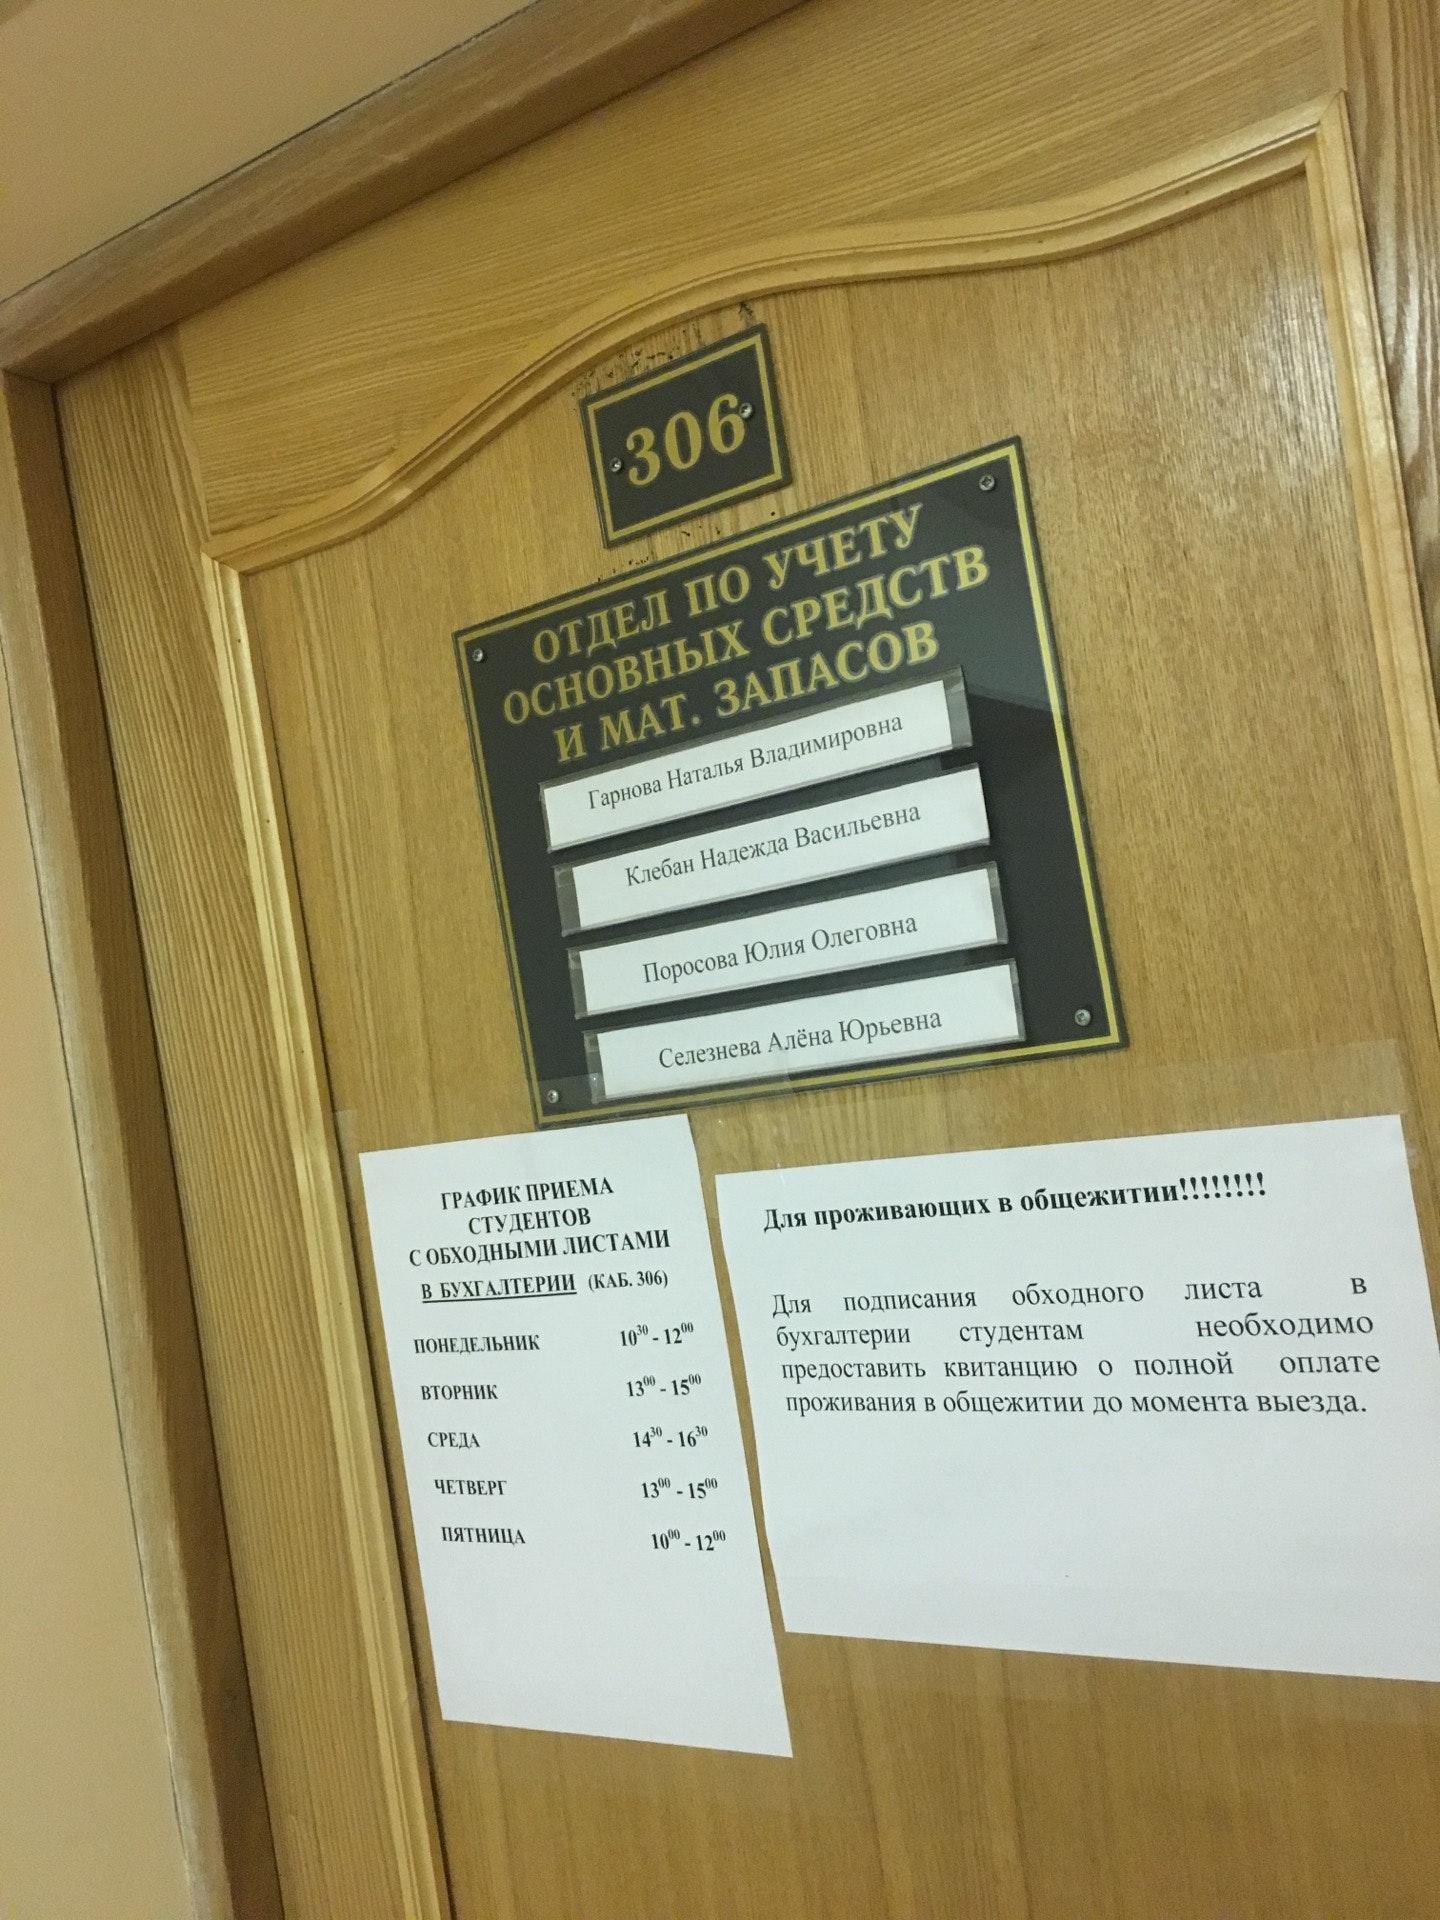 306
ОТДЕЛ ПО УЧЕТУ
ОСНОВНЫХ СРЕДСТВ
И МАТ. ЗАПАСОВ
Гарнова Наталья Владимировна
Клебан Надежда Васильевна
Поросова Юлия Олеговна
Селезнева Алёна Юрьевна
ГРАФИК ПРИЕМА
СТУДЕНТОВ
С ОБХОДНЫМИ ЛИСТАМИ
В БУХГАЛТЕРИИ (КАБ. 306)
ПОНЕДЕЛЬНИК 10³⁰ - 12⁰⁰
ВТОРНИК 13⁰⁰ - 15⁰⁰
СРЕДА 14³⁰ - 16³⁰
ЧЕТВЕРГ 13⁰⁰ - 15⁰⁰
ПЯТНИЦА 10⁰⁰ - 12⁰⁰
Для проживающих в общежитии!!!!!!!!
Для подписания обходного листа в
бухгалтерии студентам необходимо
предоставить квитанцию о полной оплате
проживания в общежитии до момента выезда.